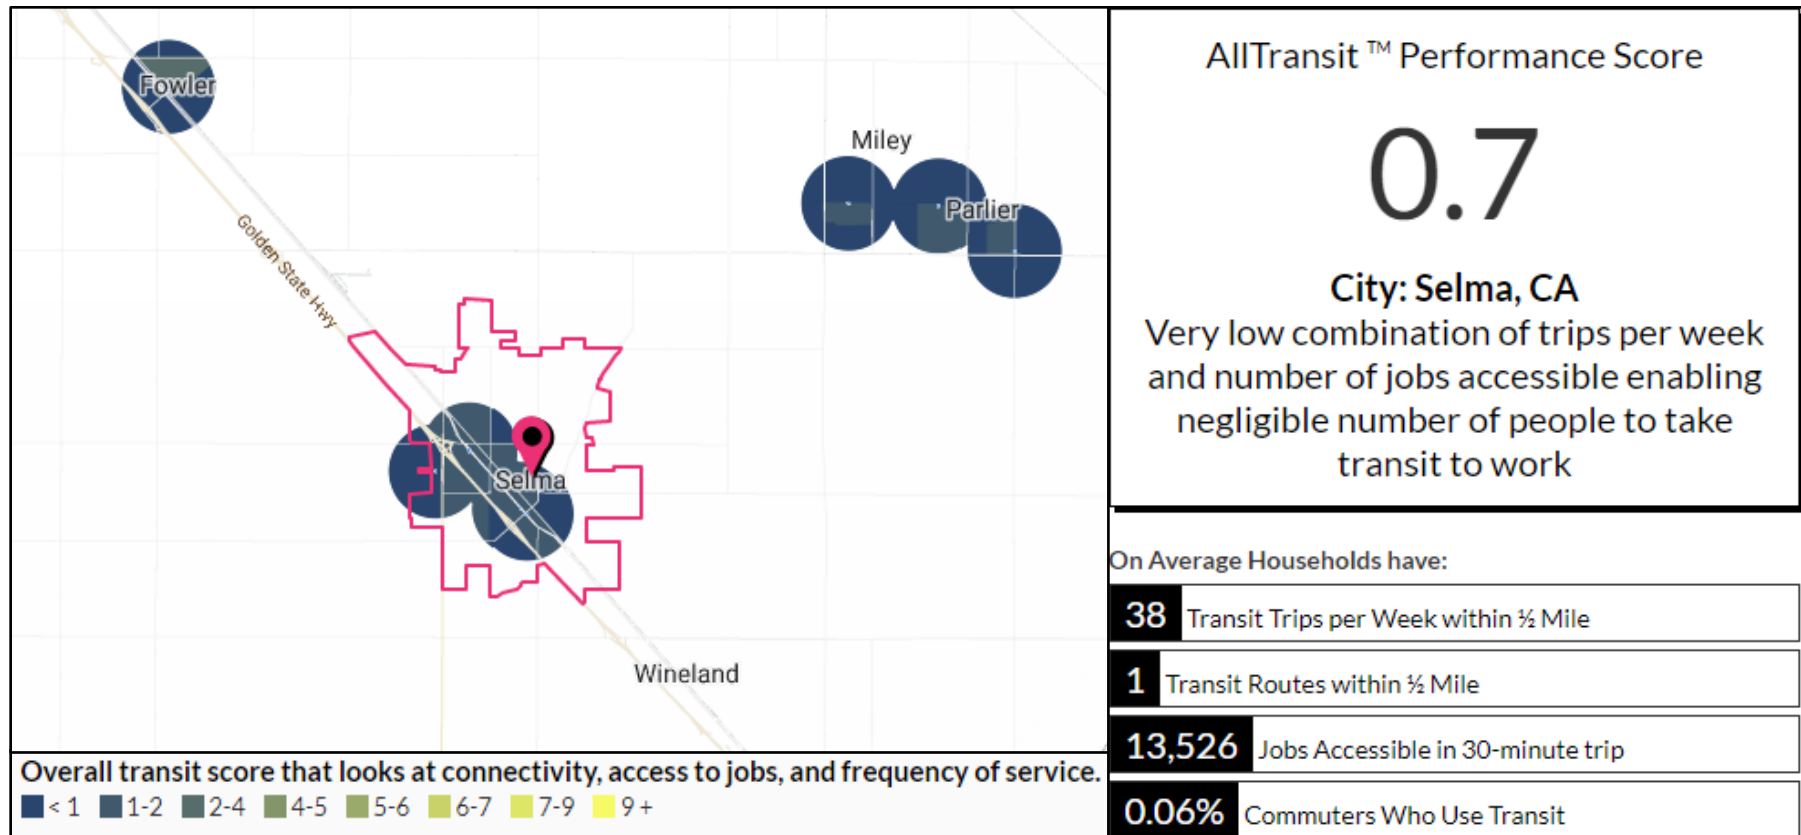 Fowler
Miley
Parlier
Golden State Hwy
Selma
Wineland
Overall transit score that looks at connectivity, access to jobs, and frequency of service.
< 1 1-2 2-4 4-5 5-6 6-7 7-9 9 +
AllTransit ™ Performance Score
0.7
City: Selma, CA
Very low combination of trips per week
and number of jobs accessible enabling
negligible number of people to take
transit to work
On Average Households have:
38 Transit Trips per Week within ½ Mile
1 Transit Routes within ½ Mile
13,526 Jobs Accessible in 30-minute trip
0.06% Commuters Who Use Transit